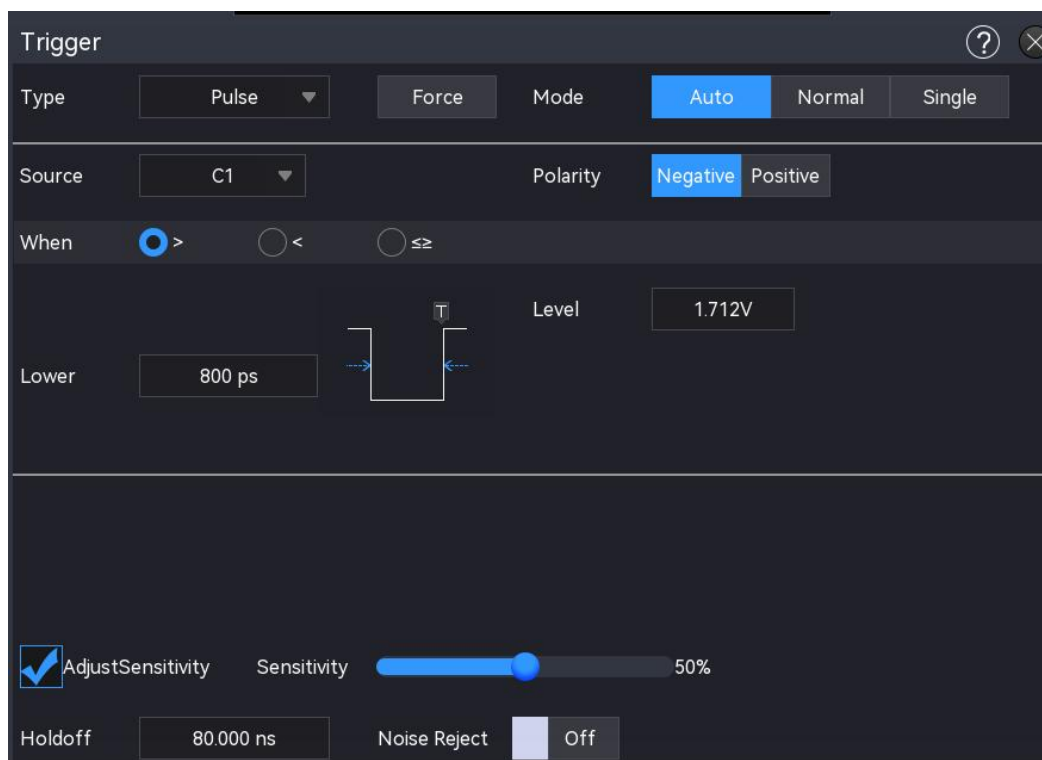 Trigger ?
Type Pulse Force Mode Auto Normal Single
Source C1 Polarity Negative Positive
When > < ≤≥
T
Level 1.712V
Lower 800 ps
AdjustSensitivity Sensitivity 50%
Holdoff 80.000 ns Noise Reject Off